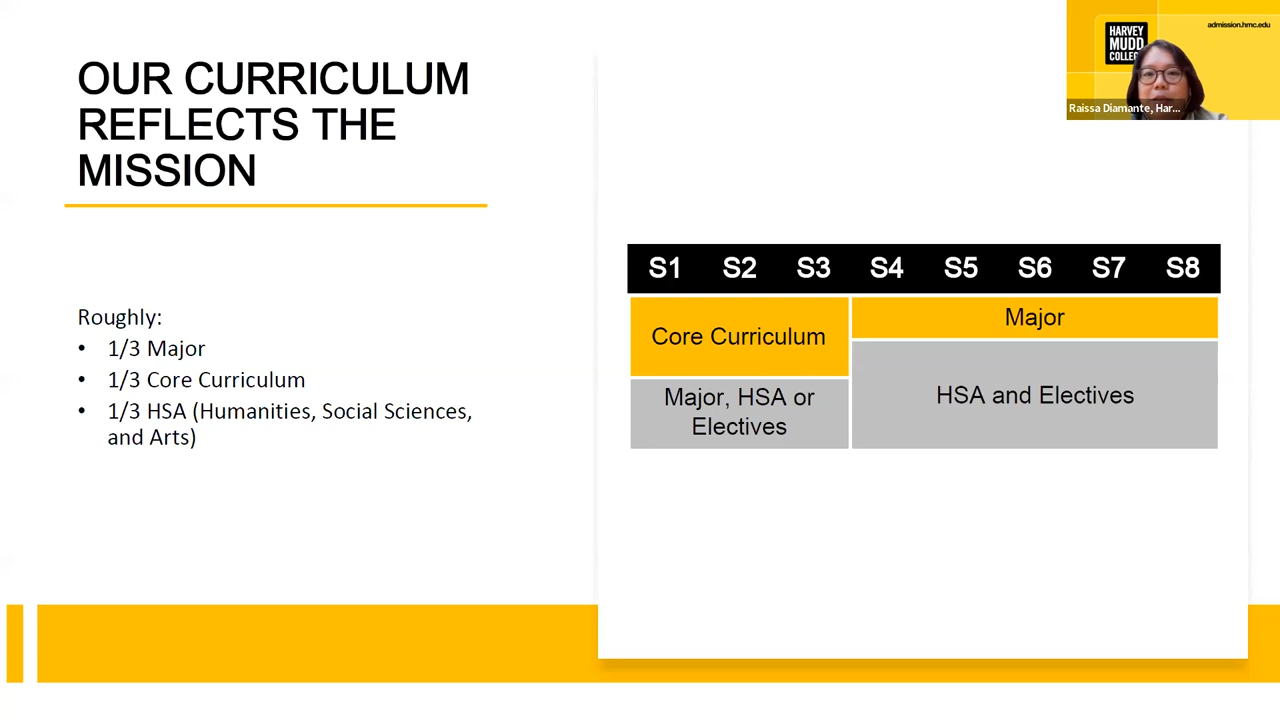 OUR CURRICULUM
REFLECTS THE
MISSION
Roughly:
• 1/3 Major
• 1/3 Core Curriculum
• 1/3 HSA (Humanities, Social Sciences,
and Arts)
S1 S2 S3 S4 S5 S6 S7 S8
Core Curriculum
Major
Major, HSA or
Electives
HSA and Electives
HARVEY
MUDD
COLLEGE
admission.hmc.edu
Raissa Diamante, Har...